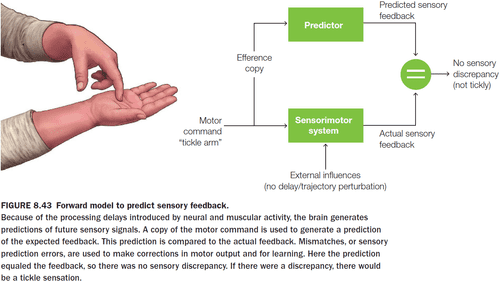 Predictor
Predicted sensory
feedback
Efference
copy
No sensory
discrepancy
(not tickly)
Motor
command
“tickle arm”
Sensorimotor
system
Actual sensory
feedback
External influences
(no delay/trajectory perturbation)
FIGURE 8.43 Forward model to predict sensory feedback.
Because of the processing delays introduced by neural and muscular activity, the brain generates
predictions of future sensory signals. A copy of the motor command is used to generate a prediction
of the expected feedback. This prediction is compared to the actual feedback. Mismatches, or sensory
prediction errors, are used to make corrections in motor output and for learning. Here the prediction
equaled the feedback, so there was no sensory discrepancy. If there were a discrepancy, there would
be a tickle sensation.